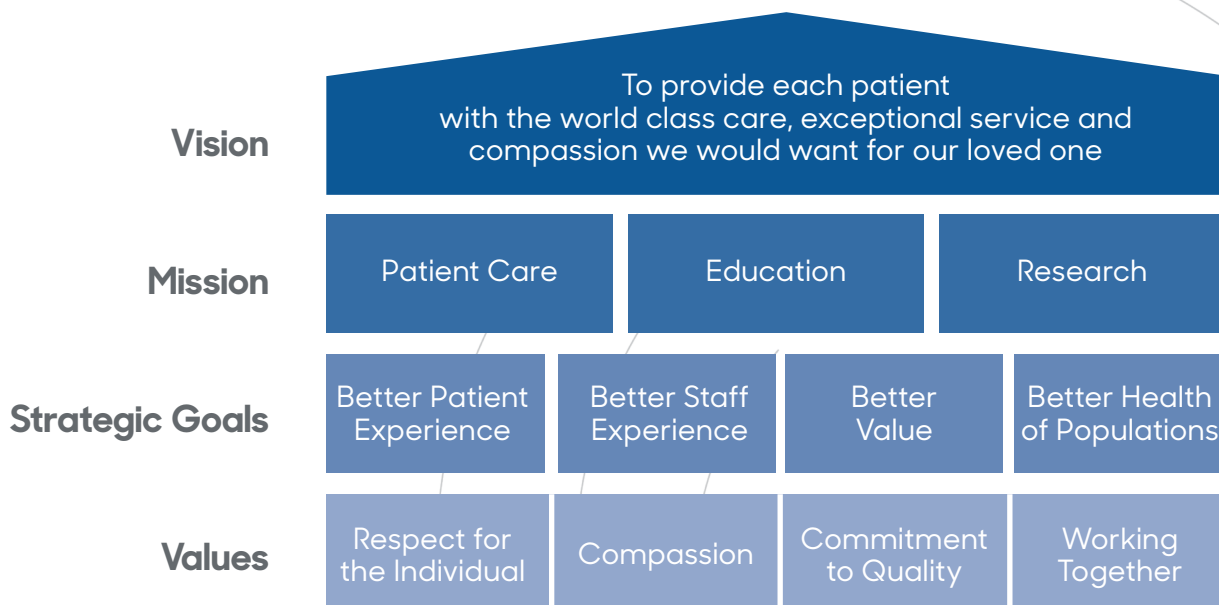 Vision
To provide each patient
with the world class care, exceptional service and
compassion we would want for our loved one
Mission
Patient Care
Education
Research
Strategic Goals
Better Patient
Experience
Better Staff
Experience
Better
Value
Better Health
of Populations
Values
Respect for
the Individual
Compassion
Commitment
to Quality
Working
Together